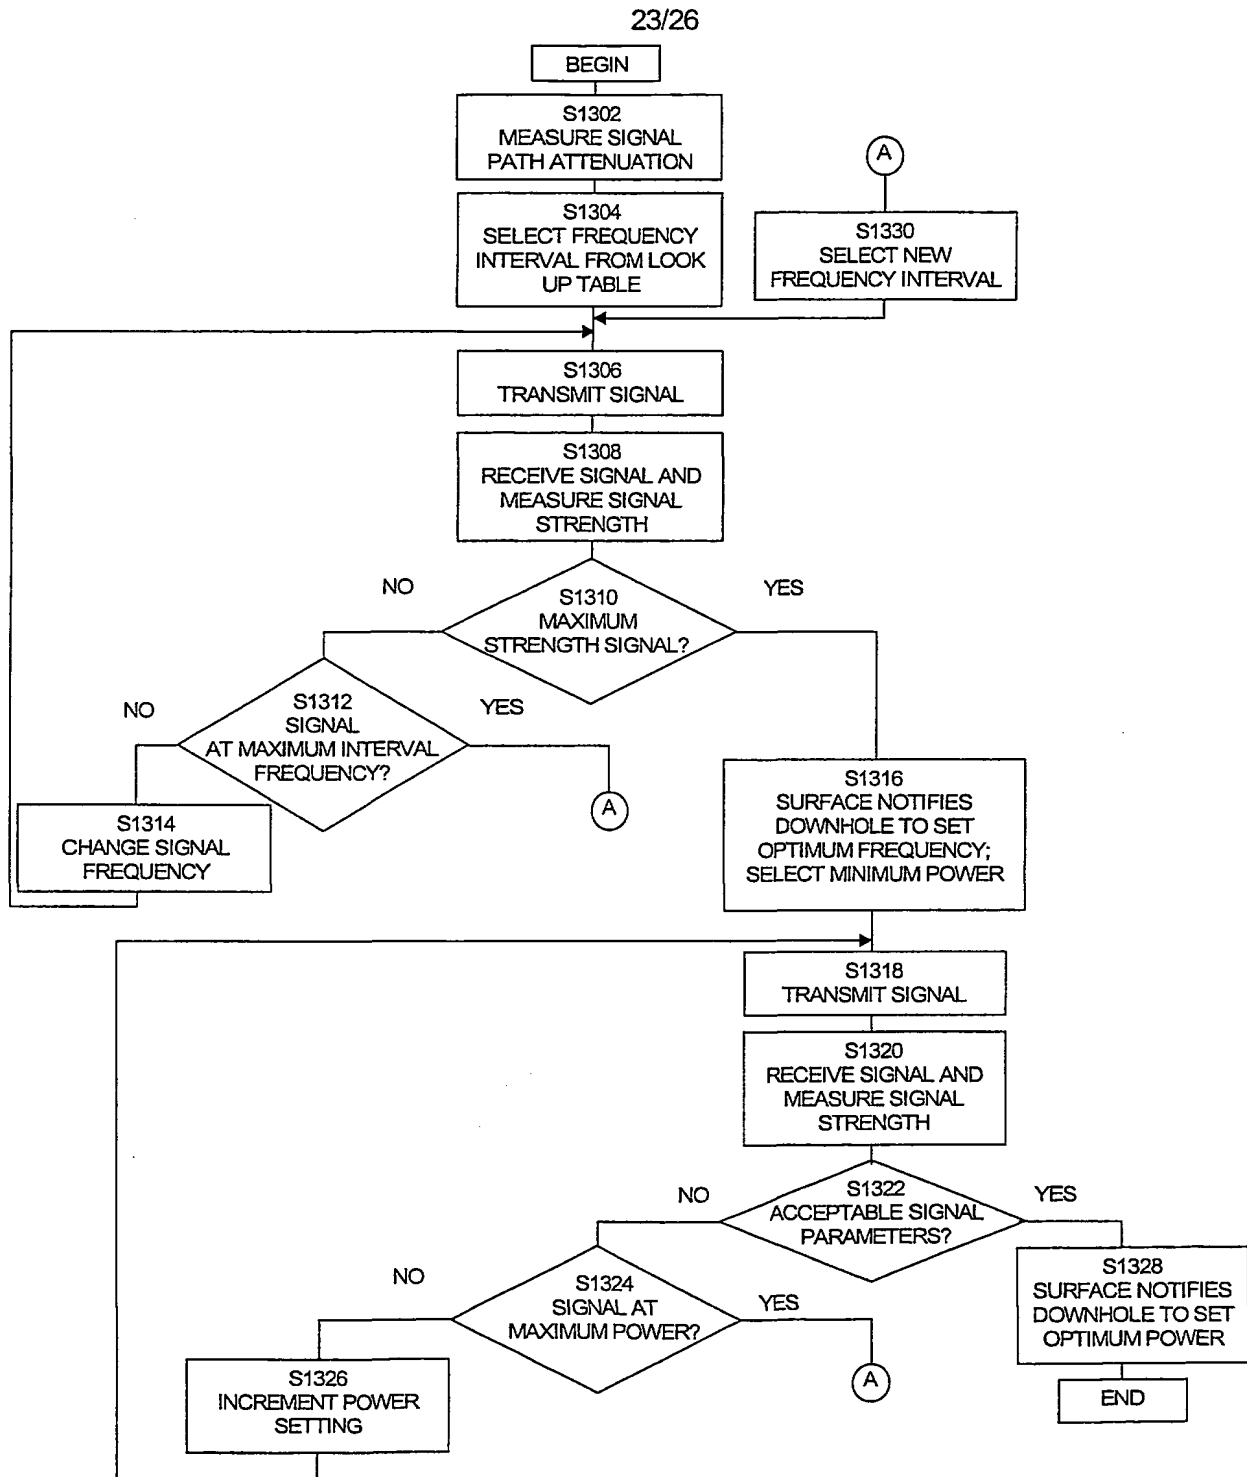 23/26
BEGIN
S1302
MEASURE SIGNAL
PATH ATTENUATION
A
S1304
SELECT FREQUENCY
INTERVAL FROM LOOK
UP TABLE
S1330
SELECT NEW
FREQUENCY INTERVAL
S1306
TRANSMIT SIGNAL
S1308
RECEIVE SIGNAL AND
MEASURE SIGNAL
STRENGTH
NO
YES
S1310
MAXIMUM
STRENGTH SIGNAL?
NO
YES
S1312
SIGNAL
AT MAXIMUM INTERVAL
FREQUENCY?
A
S1314
CHANGE SIGNAL
FREQUENCY
S1316
SURFACE NOTIFIES
DOWNHOLE TO SET
OPTIMUM FREQUENCY;
SELECT MINIMUM POWER
S1318
TRANSMIT SIGNAL
S1320
RECEIVE SIGNAL AND
MEASURE SIGNAL
STRENGTH
NO
YES
S1322
ACCEPTABLE SIGNAL
PARAMETERS?
NO
YES
S1324
SIGNAL AT
MAXIMUM POWER?
S1328
SURFACE NOTIFIES
DOWNHOLE TO SET
OPTIMUM POWER
A
S1326
INCREMENT POWER
SETTING
END